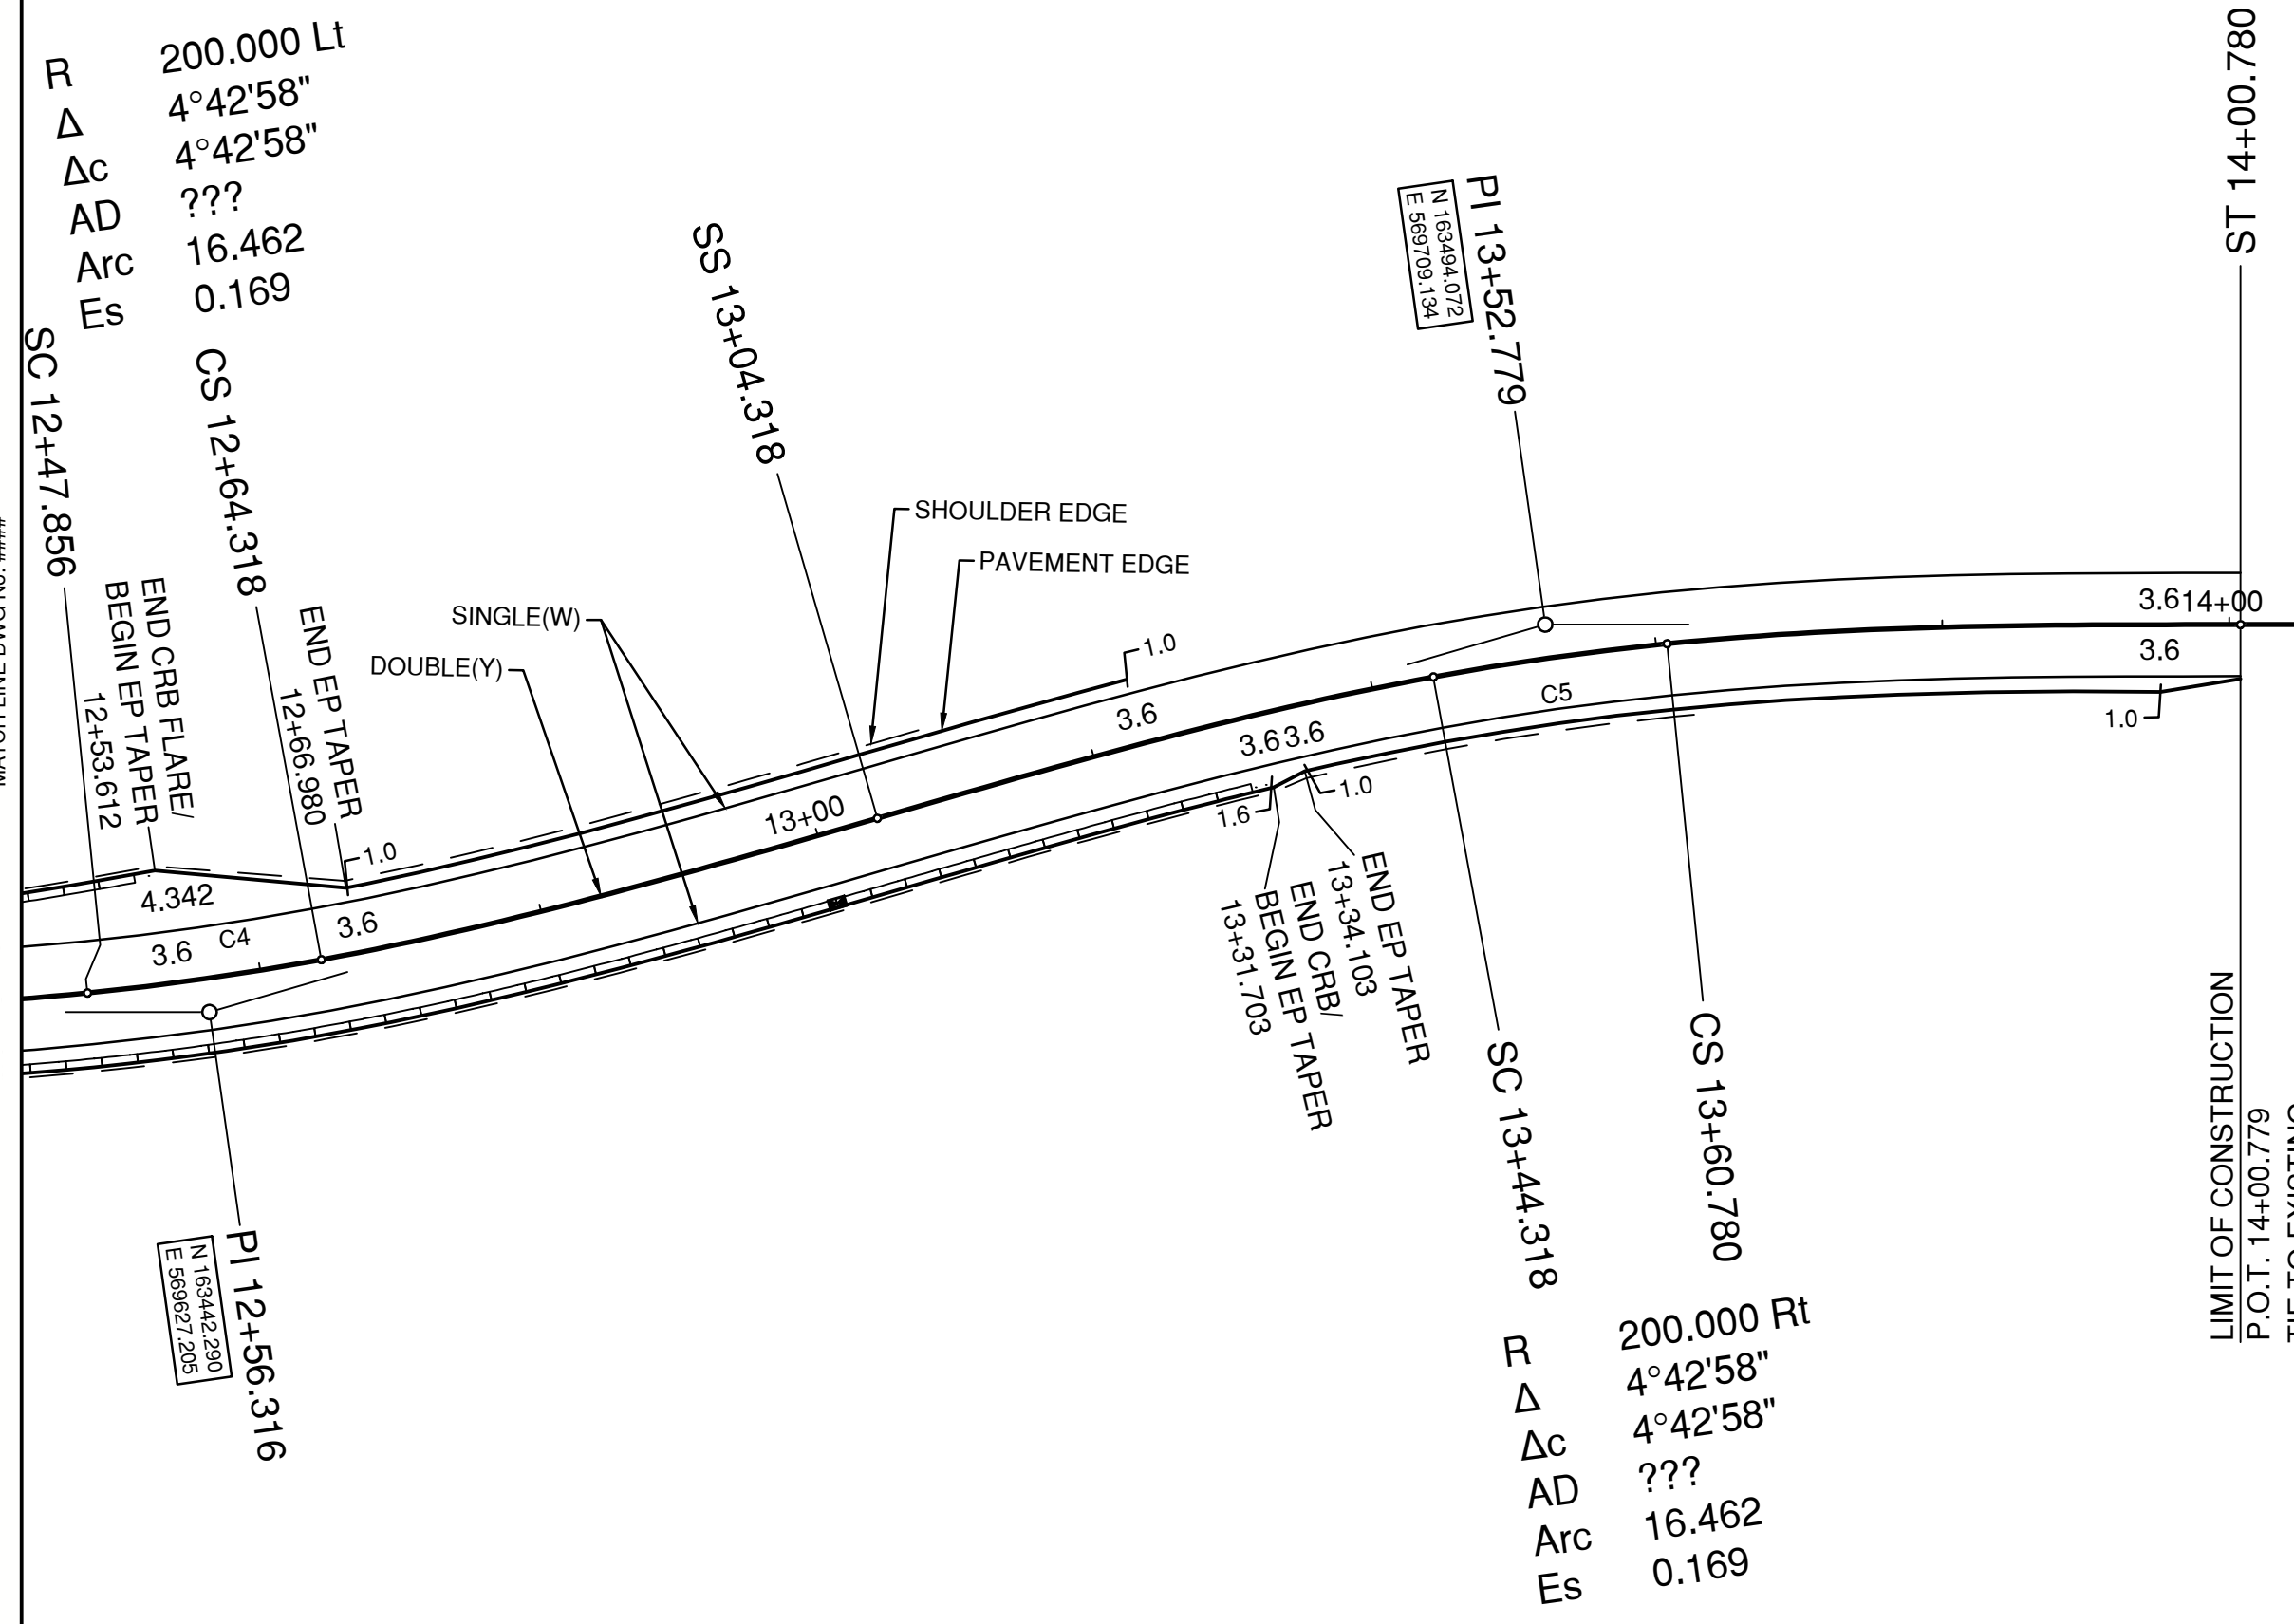 R 200.000 Lt
Δ 4°42'58"
Δc 4°42'58"
AD ???
Arc 16.462
Es 0.169
SC 12+47.856
CS 12+64.318
END CRB FLARE/
BEGIN EP TAPER
12+53.612
END EP TAPER
12+66.980
SS 13+04.318
SHOULDER EDGE
PAVEMENT EDGE
SINGLE(W)
DOUBLE(Y)
PI 13+52.779
N 163494.072
E 569709.134
ST 14+00.780
1.0
4.342
3.6
C4
3.6
13+00
1.0
3.6
3.6 3.6
C5
3.6 14+00
3.6
1.0
1.0
1.6
END EP TAPER
13+34.103
END CRB/
BEGIN EP TAPER
13+31.703
SC 13+44.318
CS 13+60.780
PI 12+56.316
N 163442.290
E 569627.205
R 200.000 Rt
Δ 4°42'58"
Δc 4°42'58"
AD ???
Arc 16.462
Es 0.169
LIMIT OF CONSTRUCTION
P.O.T. 14+00.779